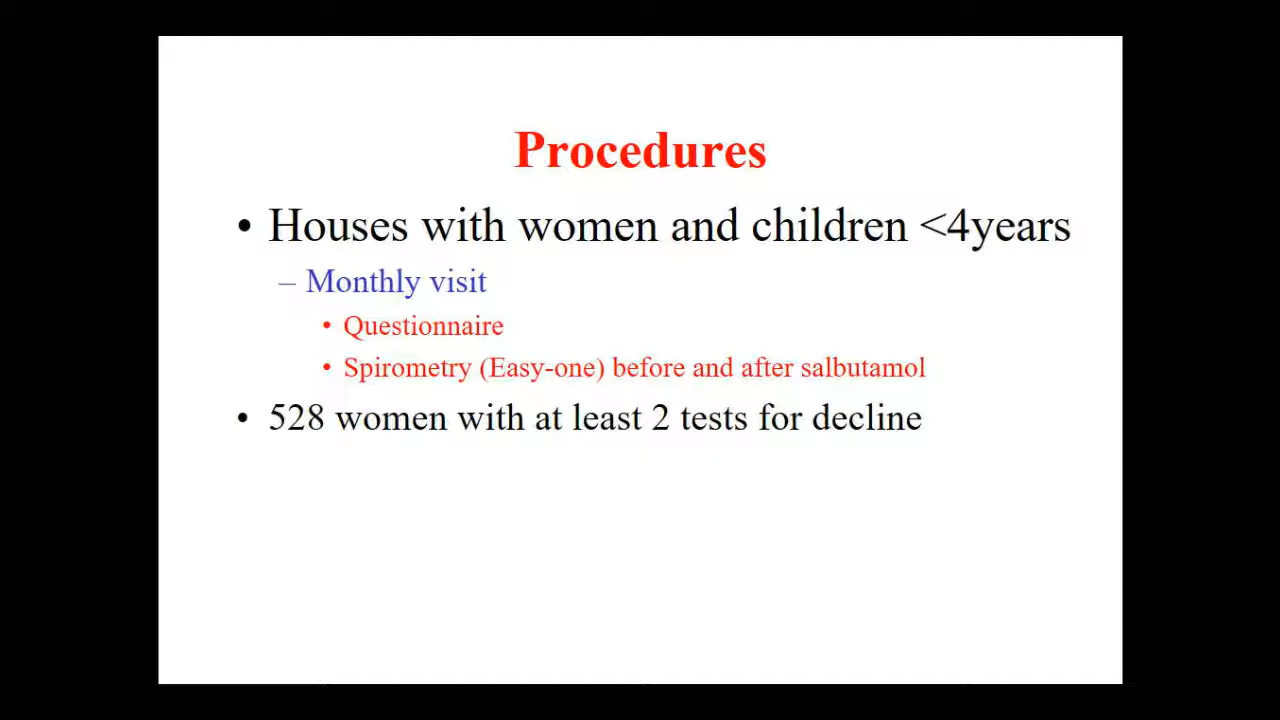 Procedures
• Houses with women and children <4years
– Monthly visit
• Questionnaire
• Spirometry (Easy-one) before and after salbutamol
• 528 women with at least 2 tests for decline